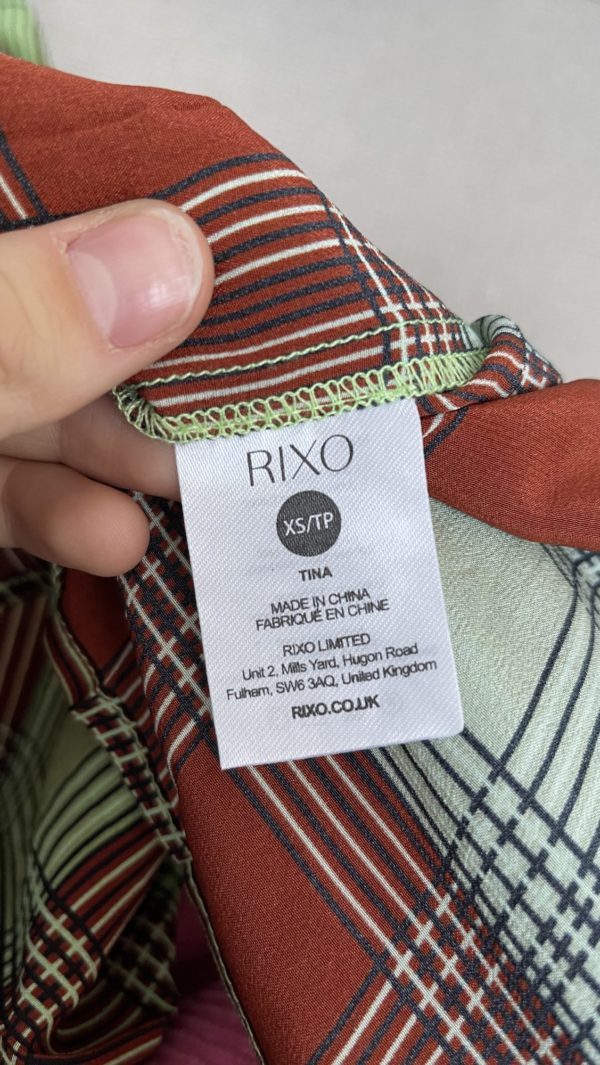 RIXO
XS/TP
TINA
MADE IN CHINA
FABRIQUÉ EN CHINE
RIXO LIMITED
Unit 2, Mills Yard, Hugon Road
Fulham, SW6 3AQ, United Kingdom
RIXO.CO.UK